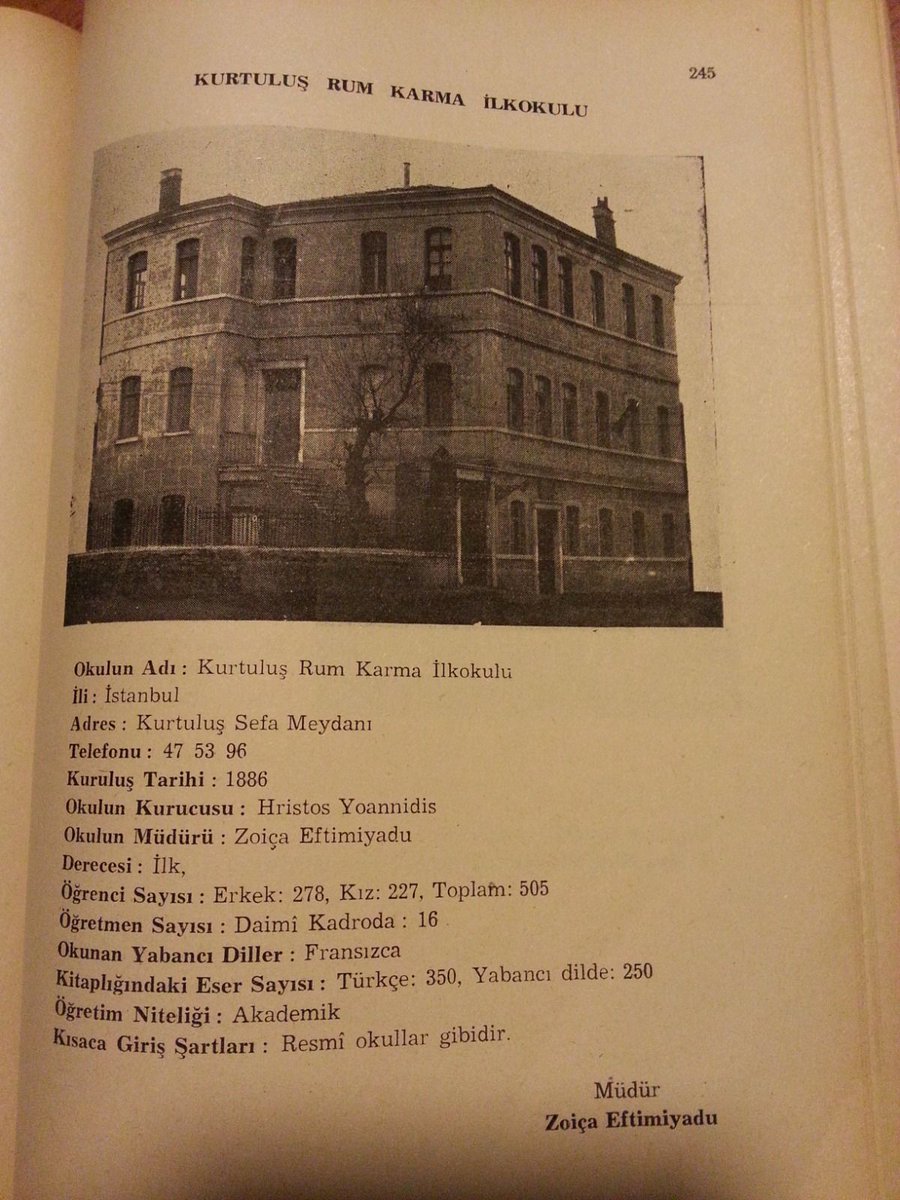 245
KURTULUŞ RUM KARMA İLKOKULU
Okulun Adı : Kurtuluş Rum Karma İlkokulu
İli : İstanbul
Adres : Kurtuluş Sefa Meydanı
Telefonu : 47 53 96
Kuruluş Tarihi : 1886
Okulun Kurucusu : Hristos Yoannidis
Okulun Müdürü : Zoiça Eftimiyadu
Derecesi : İlk,
Öğrenci Sayısı : Erkek: 278, Kız: 227, Toplam: 505
Öğretmen Sayısı : Daimî Kadroda : 16
Okunan Yabancı Diller : Fransızca
Kitaplığındaki Eser Sayısı : Türkçe: 350, Yabancı dilde: 250
Öğretim Niteliği : Akademik
Kısaca Giriş Şartları : Resmî okullar gibidir.
Müdür
Zoiça Eftimiyadu